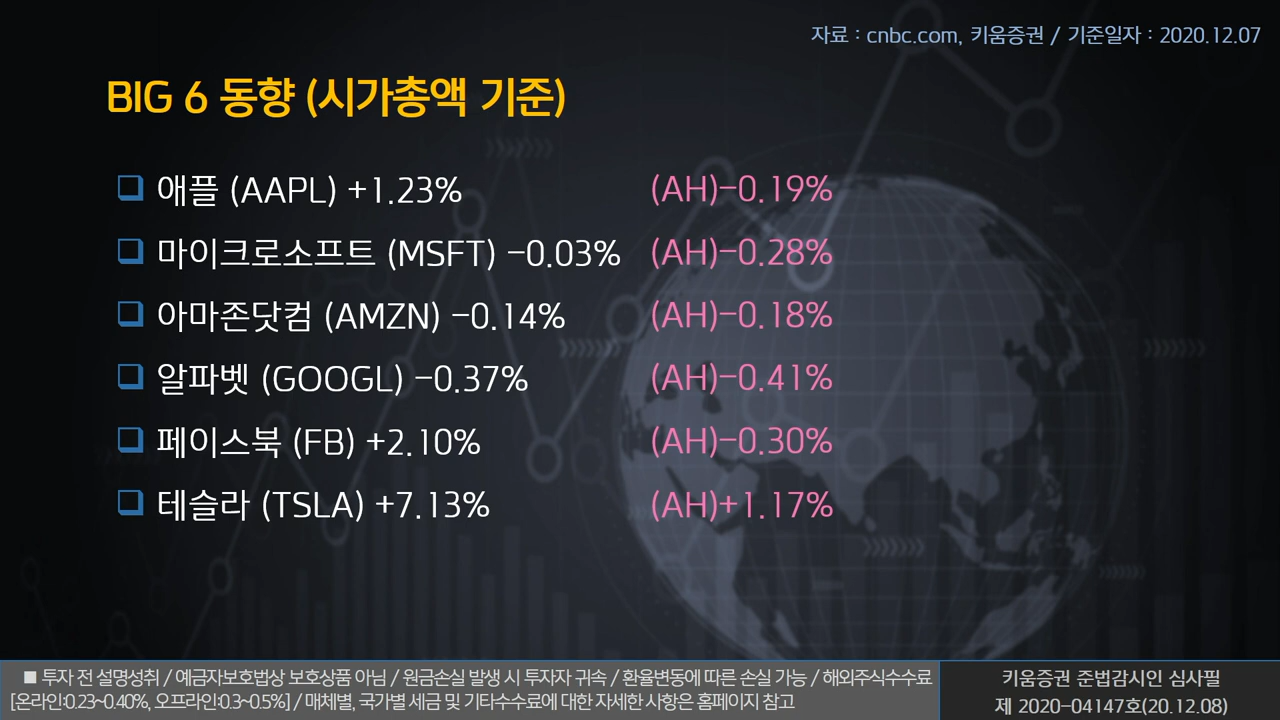 자료 : cnbc.com, 키움증권 / 기준일자 : 2020.12.07
BIG 6 동향 (시가총액 기준)
❑ 애플 (AAPL) +1.23% (AH)-0.19%
❑ 마이크로소프트 (MSFT) -0.03% (AH)-0.28%
❑ 아마존닷컴 (AMZN) -0.14% (AH)-0.18%
❑ 알파벳 (GOOGL) -0.37% (AH)-0.41%
❑ 페이스북 (FB) +2.10% (AH)-0.30%
❑ 테슬라 (TSLA) +7.13% (AH)+1.17%
■ 투자 전 설명성취 / 예금자보호법상 보호상품 아님 / 원금손실 발생 시 투자자 귀속 / 환율변동에 따른 손실 가능 / 해외주식수수료
[온라인:0.23~0.40%, 오프라인:0.3~0.5%] / 매체별, 국가별 세금 및 기타수수료에 대한 자세한 사항은 홈페이지 참고
키움증권 준법감시인 심사필
제 2020-04147호(20.12.08)